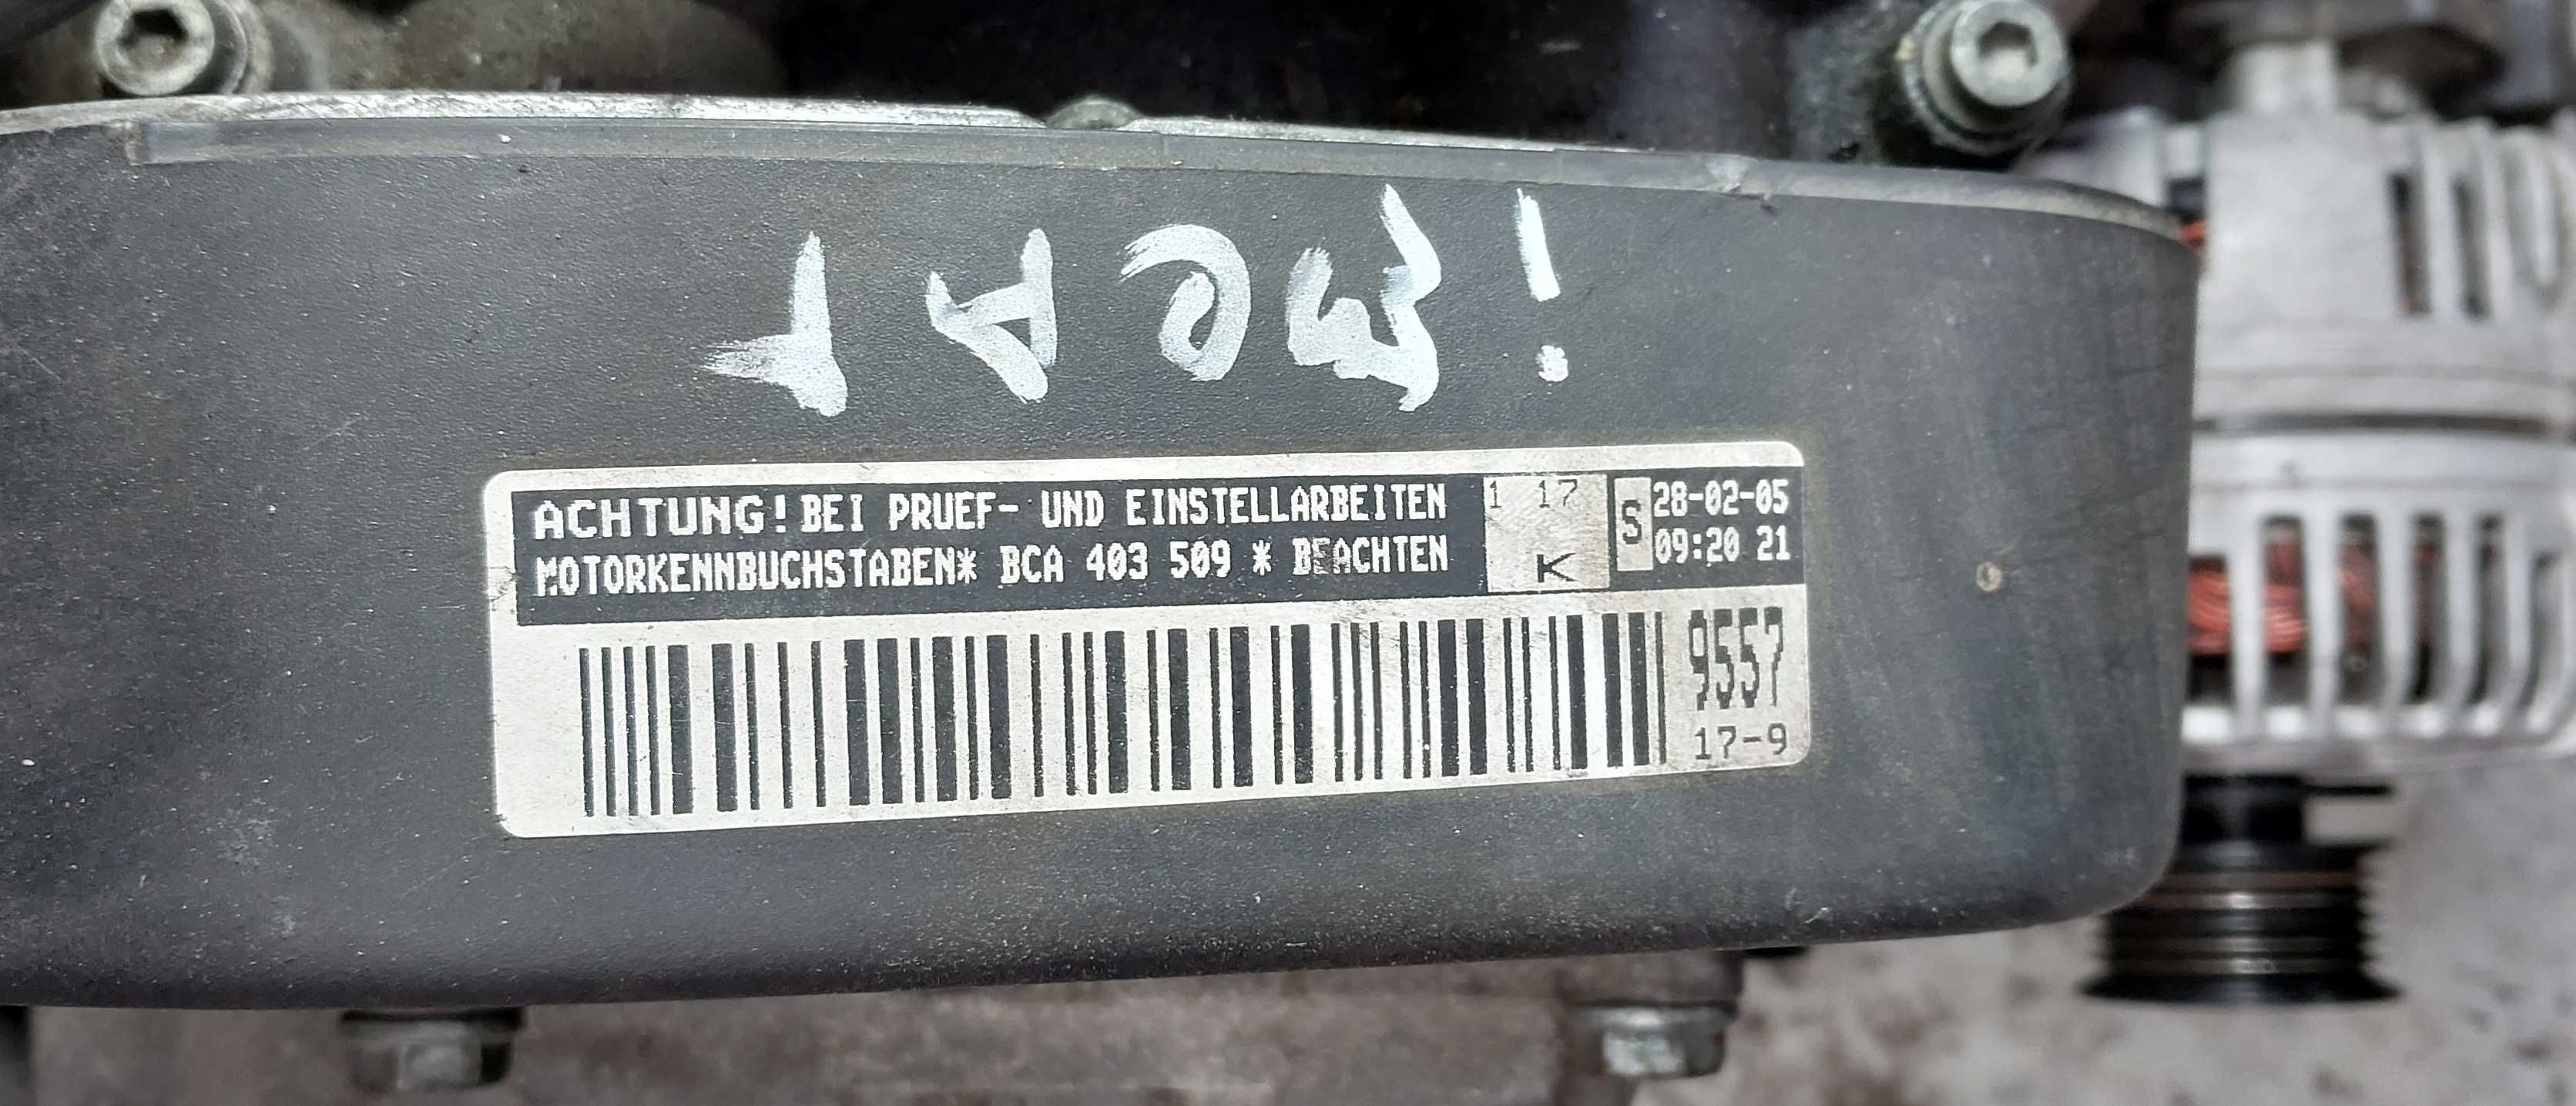 ACHTUNG! BEI PRUEF- UND EINSTELLARBEITEN
MOTORKENNBUCHSTABEN* BCA 403 509 * BEACHTEN
1 17
K
S
28-02-05
09:20 21
9557
17-9